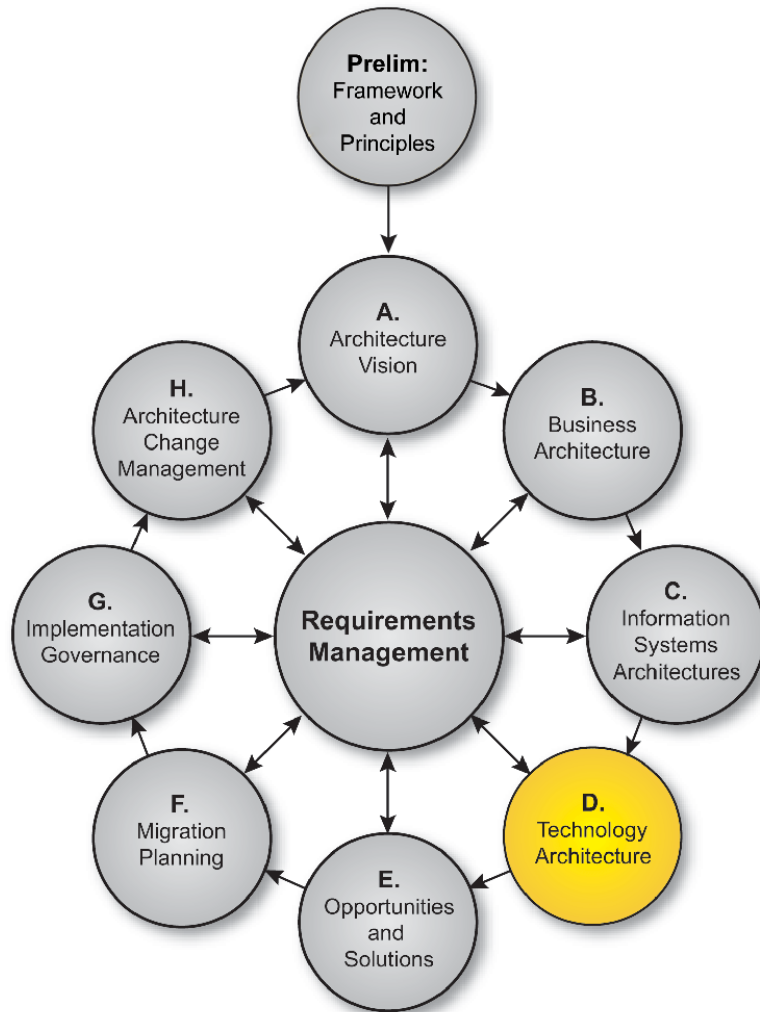 Prelim:
Framework
and
Principles
A.
Architecture
Vision
B.
Business
Architecture
C.
Information
Systems
Architectures
D.
Technology
Architecture
E.
Opportunities
and
Solutions
F.
Migration
Planning
G.
Implementation
Governance
H.
Architecture
Change
Management
Requirements
Management